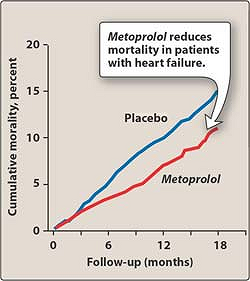 Metoprolol reduces
mortality in patients
with heart failure.
20
15
10
5
0
Cumulative morality, percent
Placebo
Metoprolol
0 6 12 18
Follow-up (months)